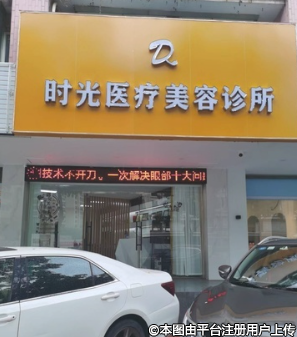 时光医疗美容诊所
技术不开刀。一次解决眼部十大问
©本图由平台注册用户上传